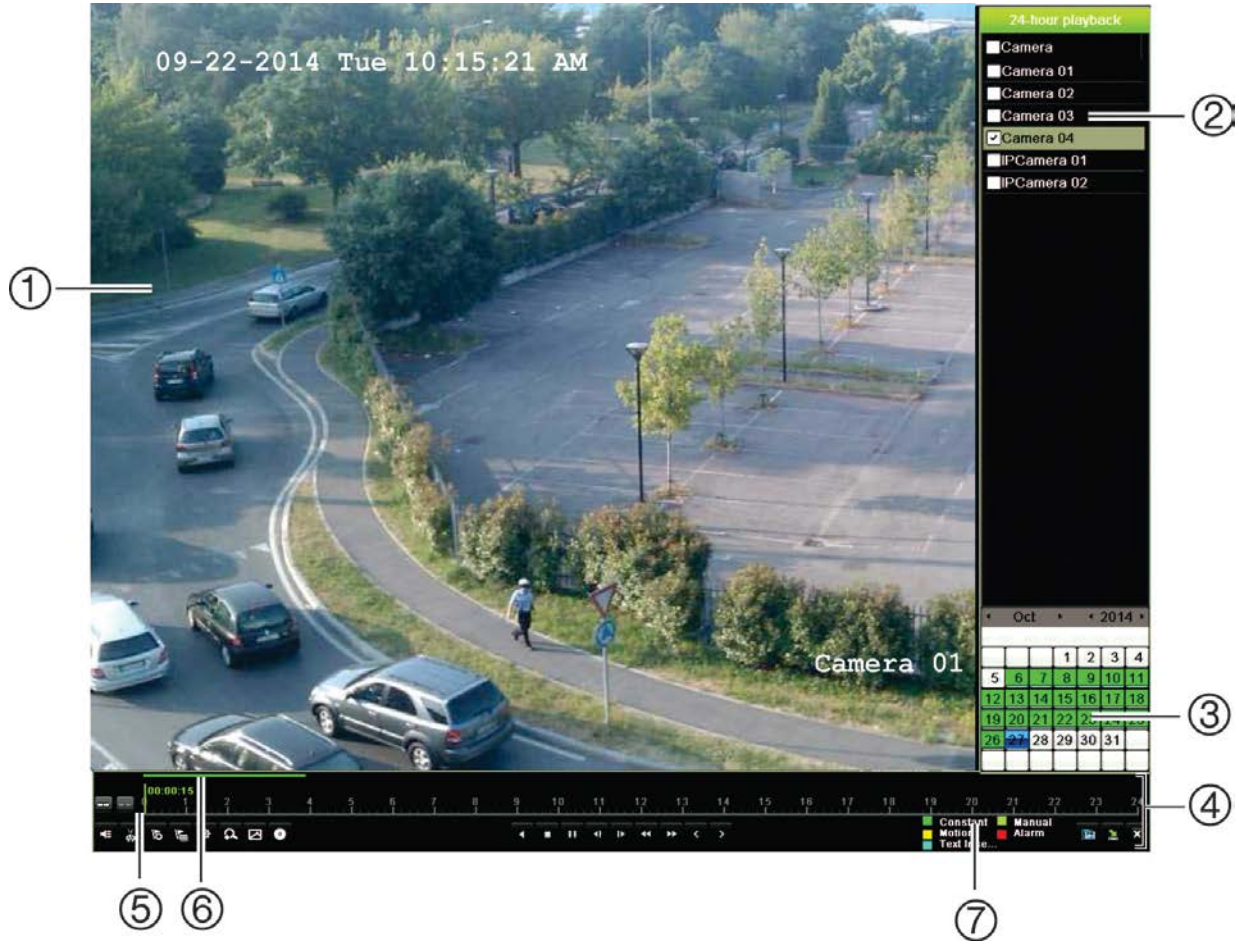 24-hour playback
09-22-2014 Tue 10:15:21 AM
Camera
Camera 01
Camera 02
Camera 03
②
Camera 04
IPCamera 01
IPCamera 02
①
Oct 2014
Camera 01
1 2 3 4
5 6 7 8 9 10 11
12 13 14 15 16 17 18
③
19 20 21 22 23 24 25
26 27 28 29 30 31
00:00:15
0 1 2 3 4 5 6 7 8 9 10 11 12 13 14 15 16 17 18 19 20 21 22 23 24
④
Constant Manual
Motion Alarm
Text Inse...
⑤ ⑥ ⑦